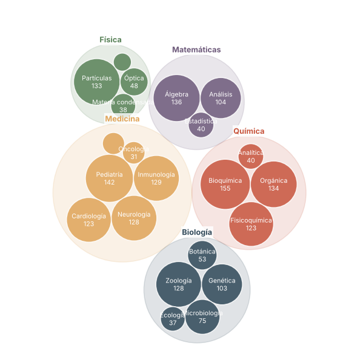 Física
Partículas
133
Óptica
48
Materia condensada
38
Matemáticas
Álgebra
136
Análisis
104
Estadística
40
Medicina
Oncología
31
Pediatría
142
Inmunología
129
Cardiología
123
Neurología
128
Química
Analítica
40
Bioquímica
155
Orgánica
134
Fisicoquímica
123
Biología
Botánica
53
Zoología
128
Genética
103
Ecología
37
Microbiología
75